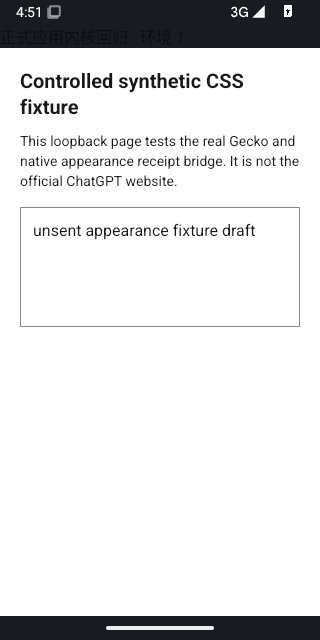 4:51
3G
正式应用内核回归 · 环境 1
Controlled synthetic CSS
fixture
This loopback page tests the real Gecko and
native appearance receipt bridge. It is not the
official ChatGPT website.
unsent appearance fixture draft